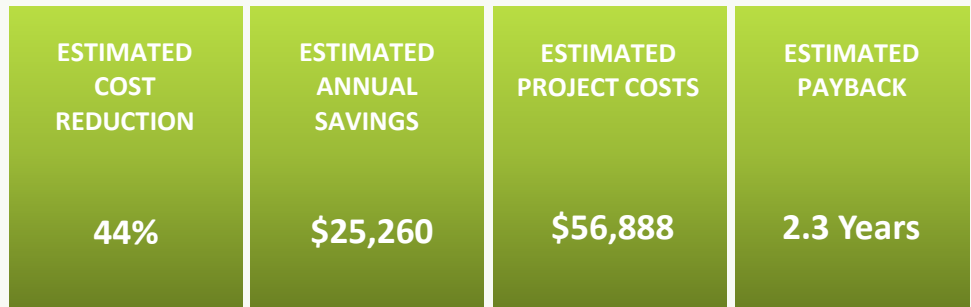 ESTIMATED
COST
REDUCTION
44%
ESTIMATED
ANNUAL
SAVINGS
$25,260
ESTIMATED
PROJECT COSTS
$56,888
ESTIMATED
PAYBACK
2.3 Years